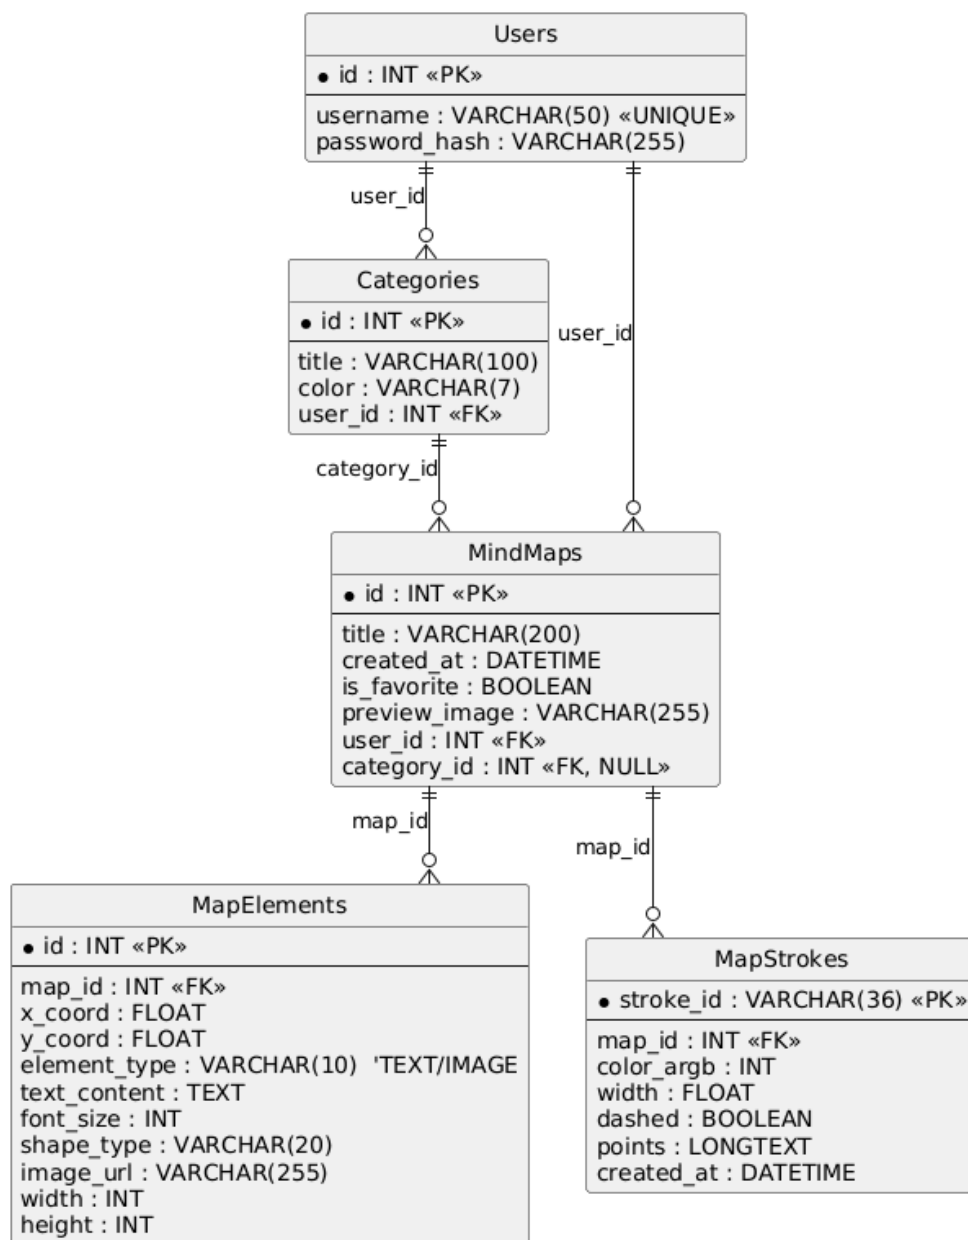 Users
id : INT «PK»
username : VARCHAR(50) «UNIQUE»
password_hash : VARCHAR(255)
user_id
Categories
id : INT «PK»
title : VARCHAR(100)
color : VARCHAR(7)
user_id : INT «FK»
user_id
category_id
MindMaps
id : INT «PK»
title : VARCHAR(200)
created_at : DATETIME
is_favorite : BOOLEAN
preview_image : VARCHAR(255)
user_id : INT «FK»
category_id : INT «FK, NULL»
map_id
map_id
MapElements
id : INT «PK»
map_id : INT «FK»
x_coord : FLOAT
y_coord : FLOAT
element_type : VARCHAR(10)  'TEXT/IMAGE
text_content : TEXT
font_size : INT
shape_type : VARCHAR(20)
image_url : VARCHAR(255)
width : INT
height : INT
MapStrokes
stroke_id : VARCHAR(36) «PK»
map_id : INT «FK»
color_argb : INT
width : FLOAT
dashed : BOOLEAN
points : LONGTEXT
created_at : DATETIME